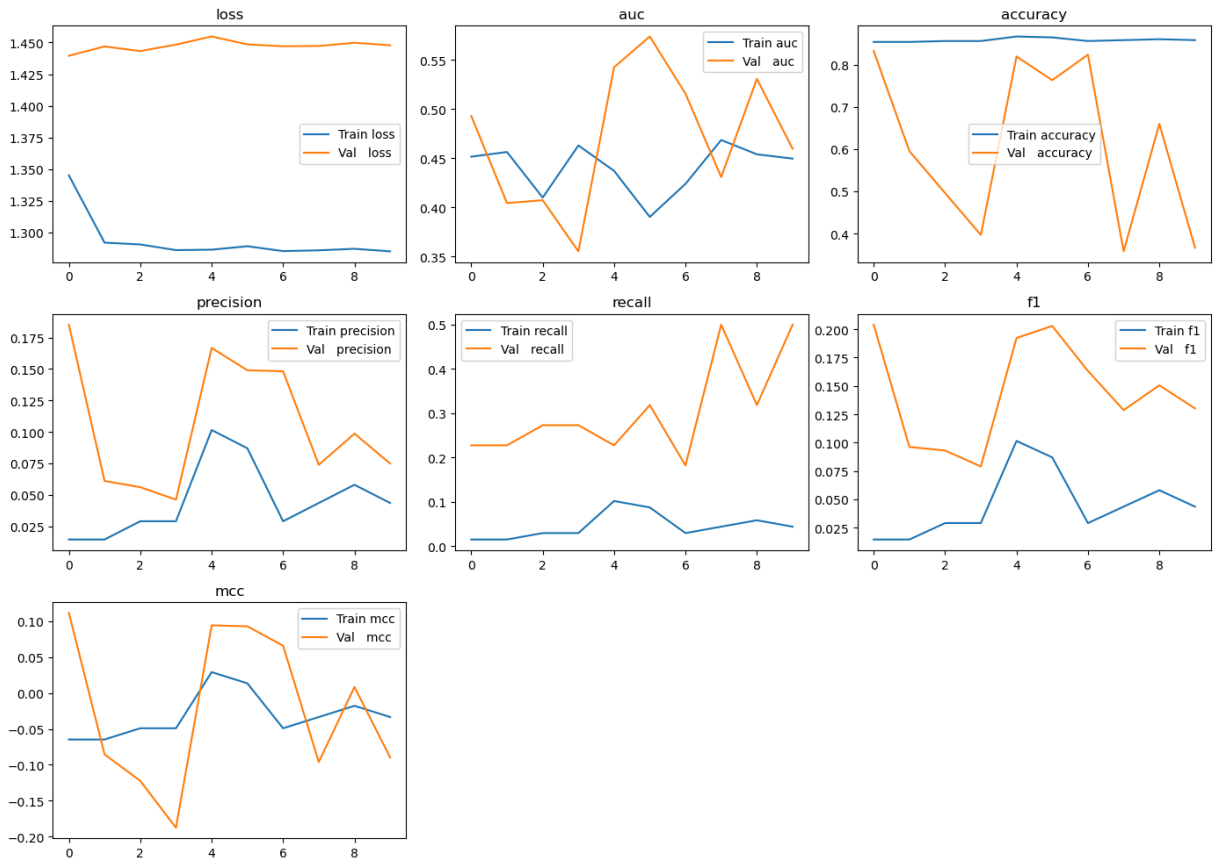 loss
1.450
1.425
1.400
1.375
1.350
1.325
1.300
Train loss
Val loss
0 2 4 6 8
auc
0.55
0.50
0.45
0.40
0.35
Train auc
Val auc
0 2 4 6 8
accuracy
0.8
0.7
0.6
0.5
0.4
Train accuracy
Val accuracy
0 2 4 6 8
precision
0.175
0.150
0.125
0.100
0.075
0.050
0.025
Train precision
Val precision
0 2 4 6 8
recall
0.5
0.4
0.3
0.2
0.1
0.0
Train recall
Val recall
0 2 4 6 8
f1
0.200
0.175
0.150
0.125
0.100
0.075
0.050
0.025
Train f1
Val f1
0 2 4 6 8
mcc
0.10
0.05
0.00
−0.05
−0.10
−0.15
−0.20
Train mcc
Val mcc
0 2 4 6 8